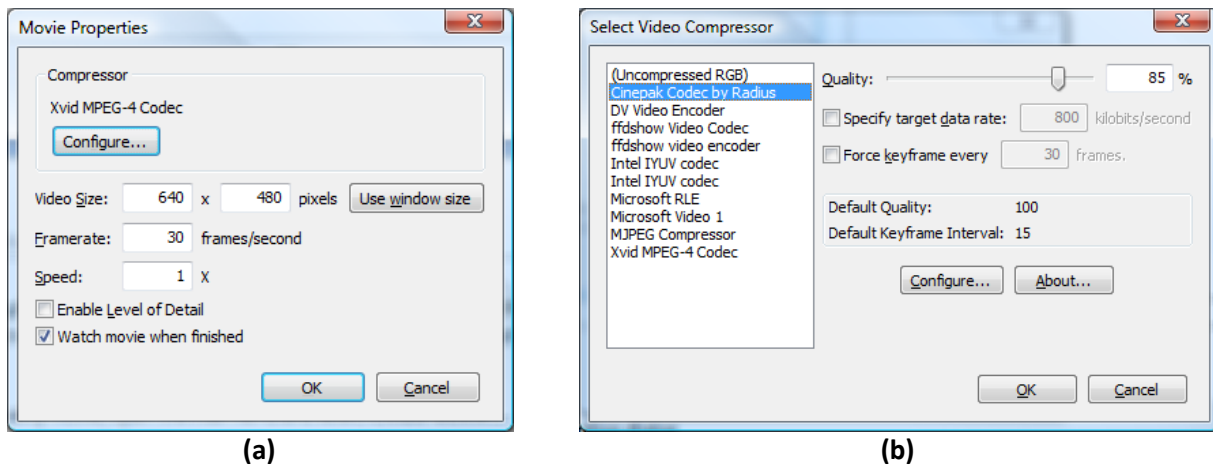 Movie Properties
Compressor
Xvid MPEG-4 Codec
Configure...
Video Size: 640 x 480 pixels Use window size
Framerate: 30 frames/second
Speed: 1 X
Enable Level of Detail
Watch movie when finished
OK Cancel
(a)
Select Video Compressor
(Uncompressed RGB)
Cinepak Codec by Radius
DV Video Encoder
ffdshow Video Codec
ffdshow video encoder
Intel IYUV codec
Intel IYUV codec
Microsoft RLE
Microsoft Video 1
MJPEG Compressor
Xvid MPEG-4 Codec
Quality: 85 %
Specify target data rate: 800 kilobits/second
Force keyframe every 30 frames.
Default Quality: 100
Default Keyframe Interval: 15
Configure... About...
OK Cancel
(b)